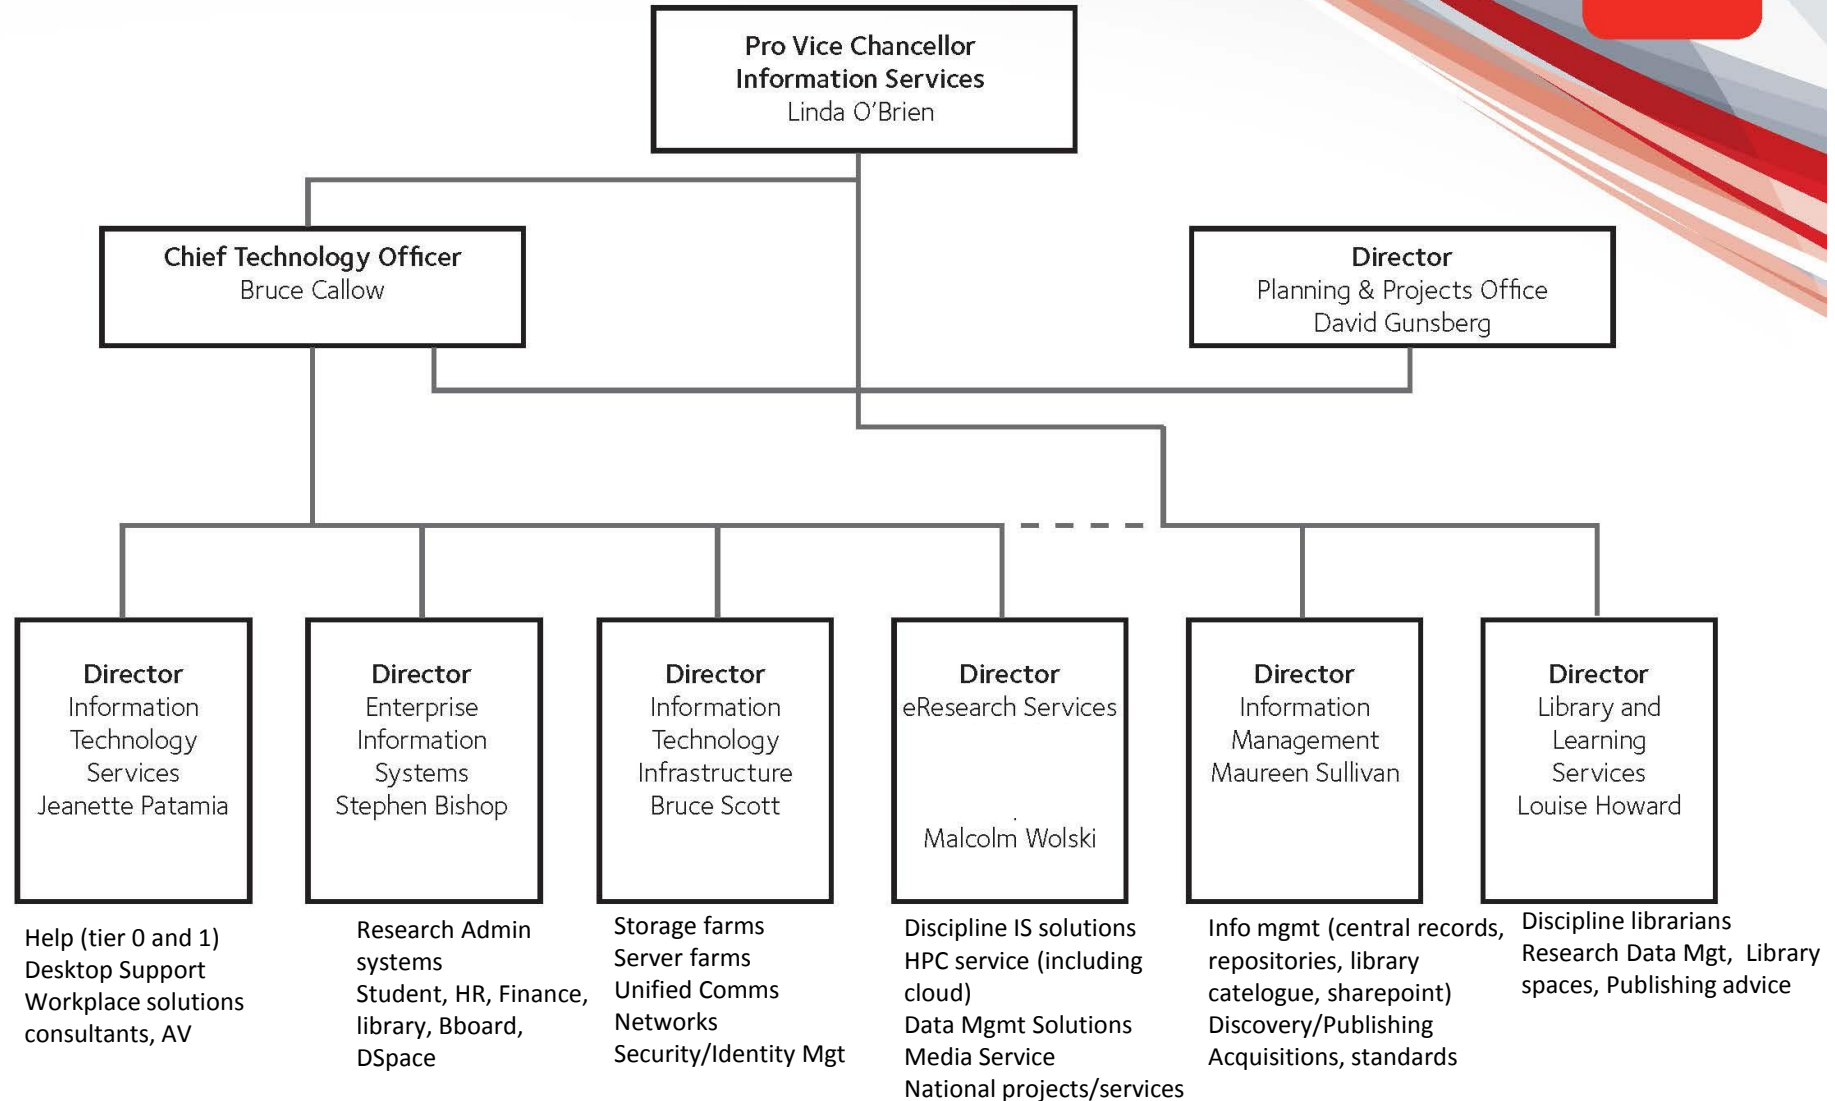 Pro Vice Chancellor
Information Services
Linda O'Brien
Chief Technology Officer
Bruce Callow
Director
Planning & Projects Office
David Gunsberg
Director
Information
Technology
Services
Jeanette Patamia
Director
Enterprise
Information
Systems
Stephen Bishop
Director
Information
Technology
Infrastructure
Bruce Scott
Director
eResearch Services
.
Malcolm Wolski
Director
Information
Management
Maureen Sullivan
Director
Library and
Learning
Services
Louise Howard
Help (tier 0 and 1)
Desktop Support
Workplace solutions
consultants, AV
Research Admin
systems
Student, HR, Finance,
library, Bboard,
DSpace
Storage farms
Server farms
Unified Comms
Networks
Security/Identity Mgt
Discipline IS solutions
HPC service (including
cloud)
Data Mgmt Solutions
Media Service
National projects/services
Info mgmt (central records,
repositories, library
catelogue, sharepoint)
Discovery/Publishing
Acquisitions, standards
Discipline librarians
Research Data Mgt, Library
spaces, Publishing advice